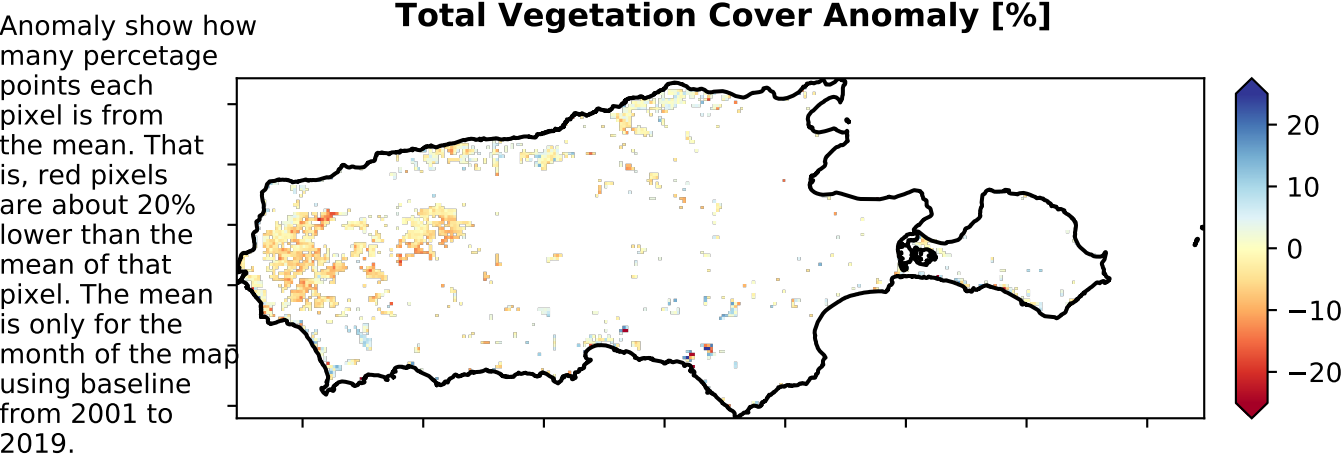 Total Vegetation Cover Anomaly [%]
Anomaly show how
many percetage
points each
pixel is from
the mean. That
is, red pixels
are about 20%
lower than the
mean of that
pixel. The mean
is only for the
month of the map
using baseline
from 2001 to
2019.
20
10
0
−10
−20